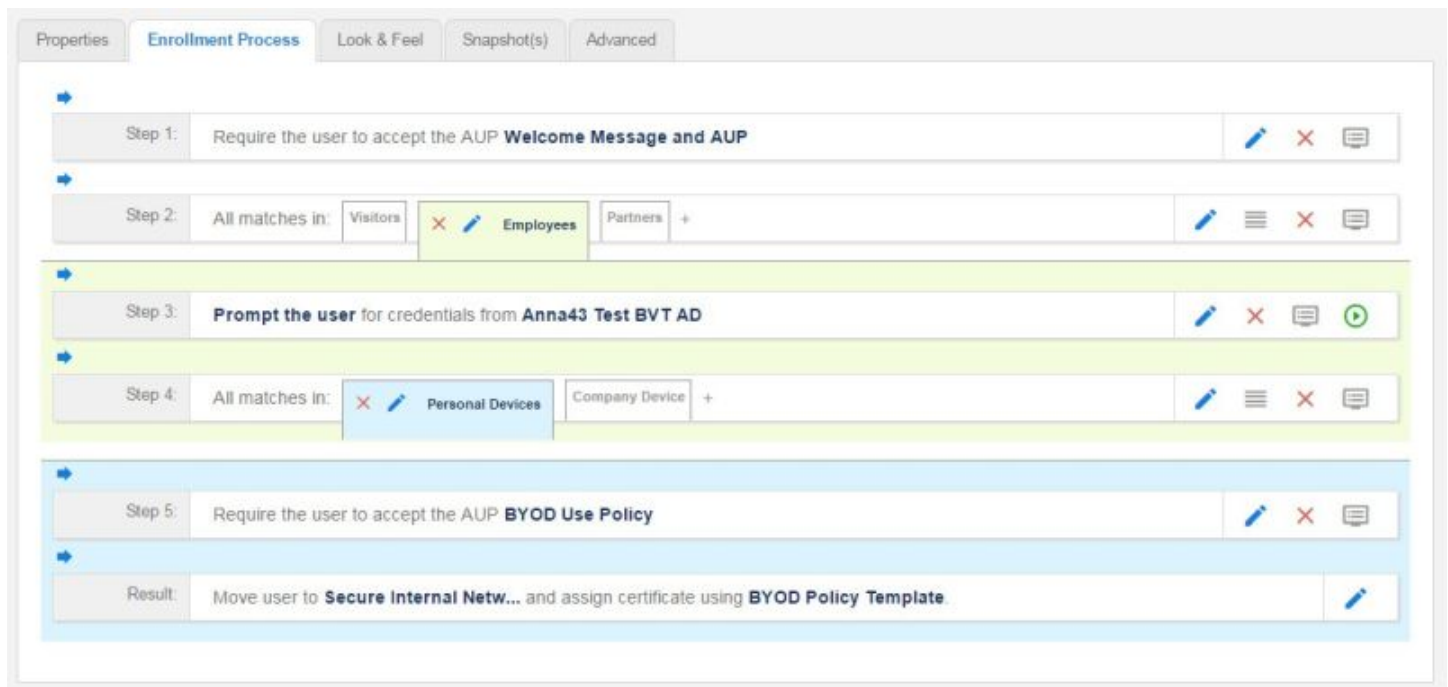 Properties Enrollment Process Look & Feel Snapshot(s) Advanced
Step 1: Require the user to accept the AUP Welcome Message and AUP
Step 2: All matches in: Visitors Employees Partners +
Step 3: Prompt the user for credentials from Anna43 Test BVT AD
Step 4: All matches in: Personal Devices Company Device +
Step 5: Require the user to accept the AUP BYOD Use Policy
Result: Move user to Secure Internal Netw... and assign certificate using BYOD Policy Template.